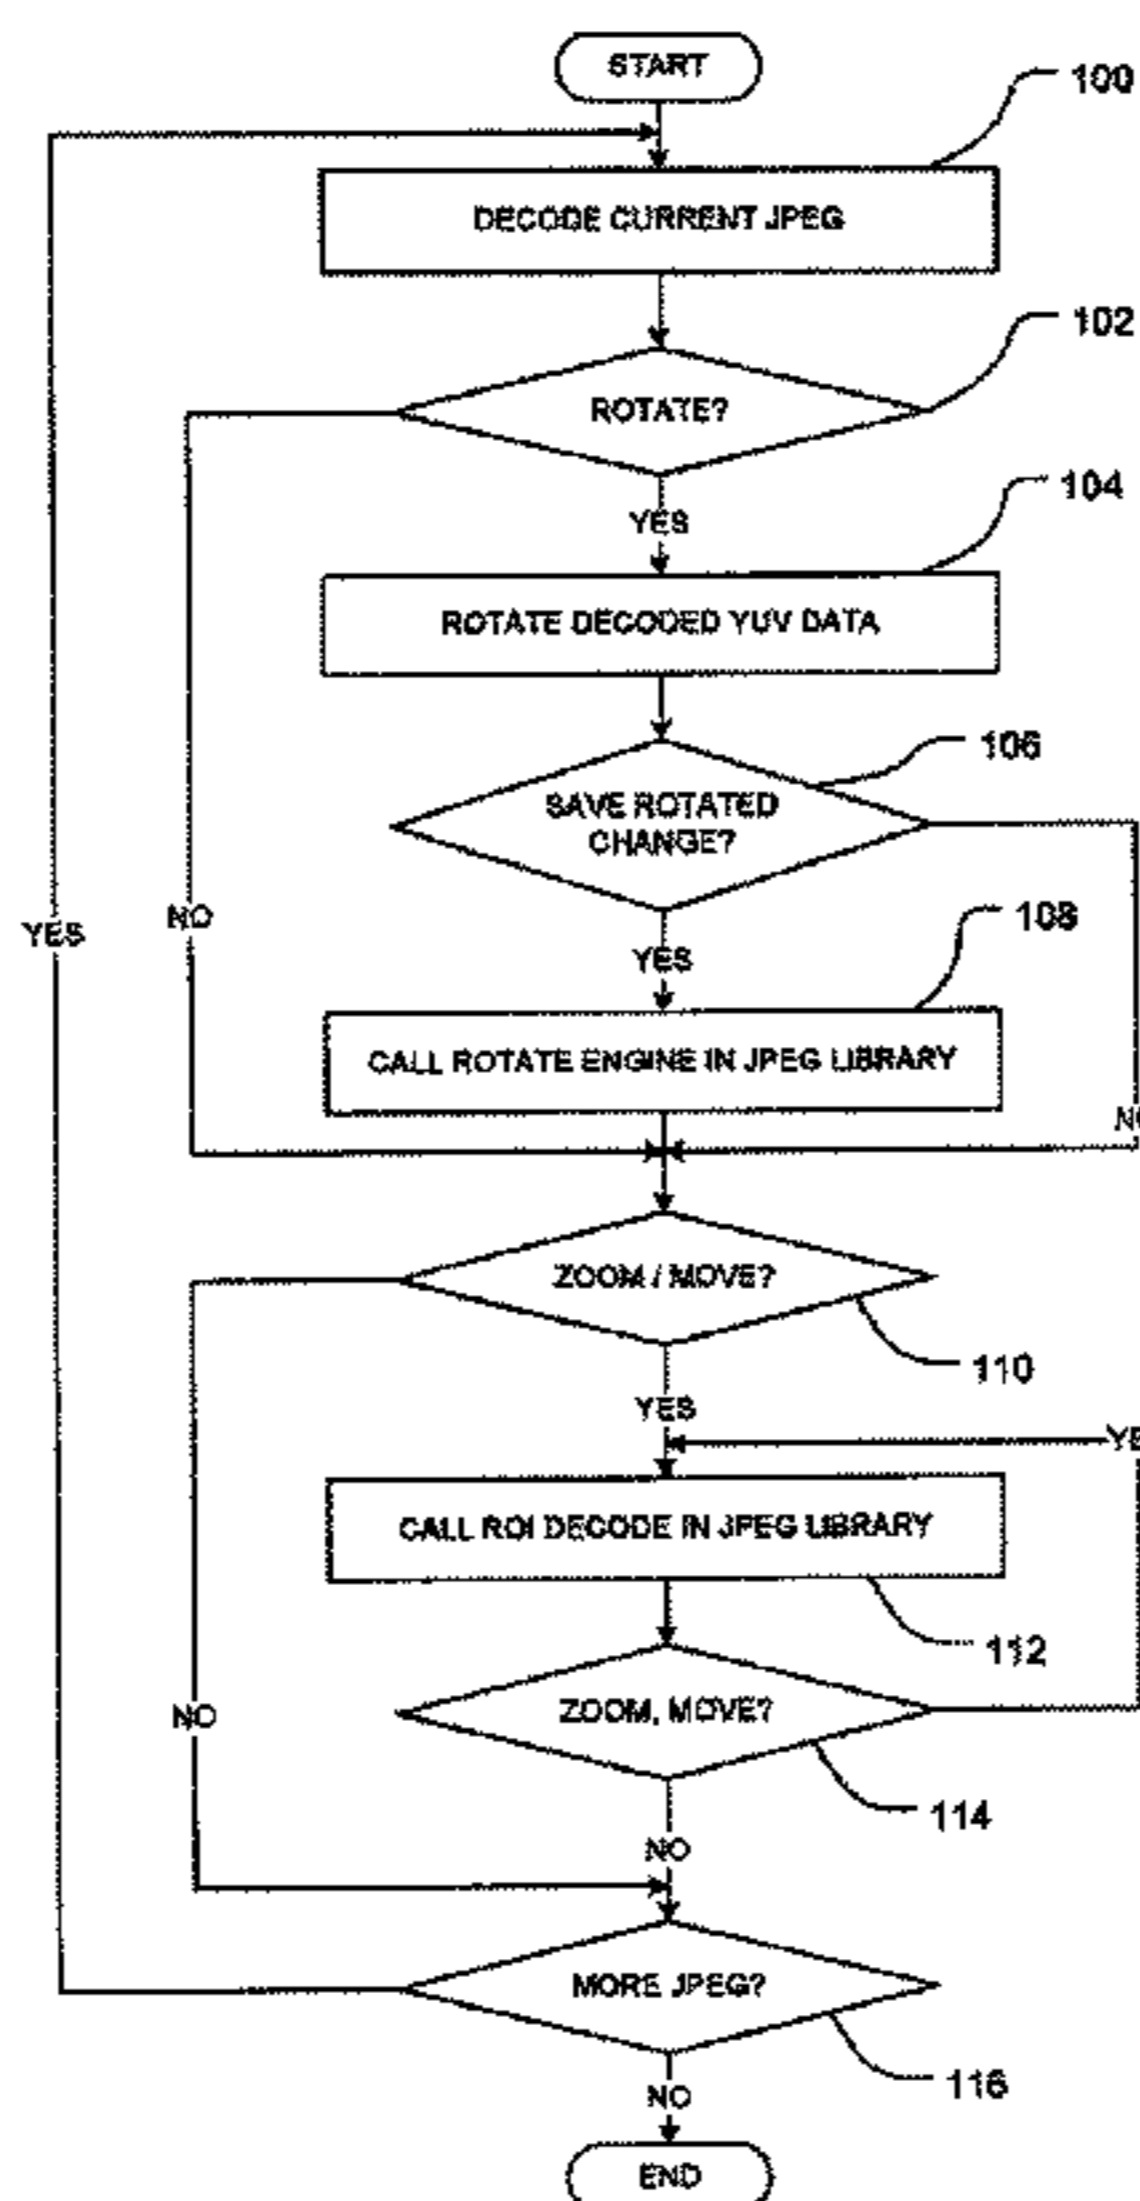 START
100
DECODE CURRENT JPEG
102
ROTATE?
104
YES
ROTATE DECODED YUV DATA
106
SAVE ROTATED
CHANGE?
NO
YES
108
YES
CALL ROTATE ENGINE IN JPEG LIBRARY
ZOOM / MOVE?
110
YES
CALL ROI DECODE IN JPEG LIBRARY
112
NO
ZOOM, MOVE?
114
NO
MORE JPEG?
116
NO
END